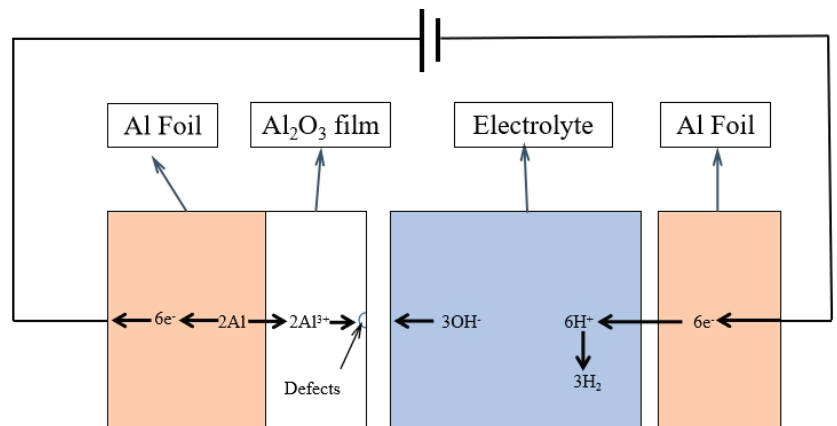 Al Foil
Al₂O₃ film
Electrolyte
Al Foil
6e⁻
2Al
2Al³⁺
3OH⁻
6H⁺
6e⁻
3H₂
Defects